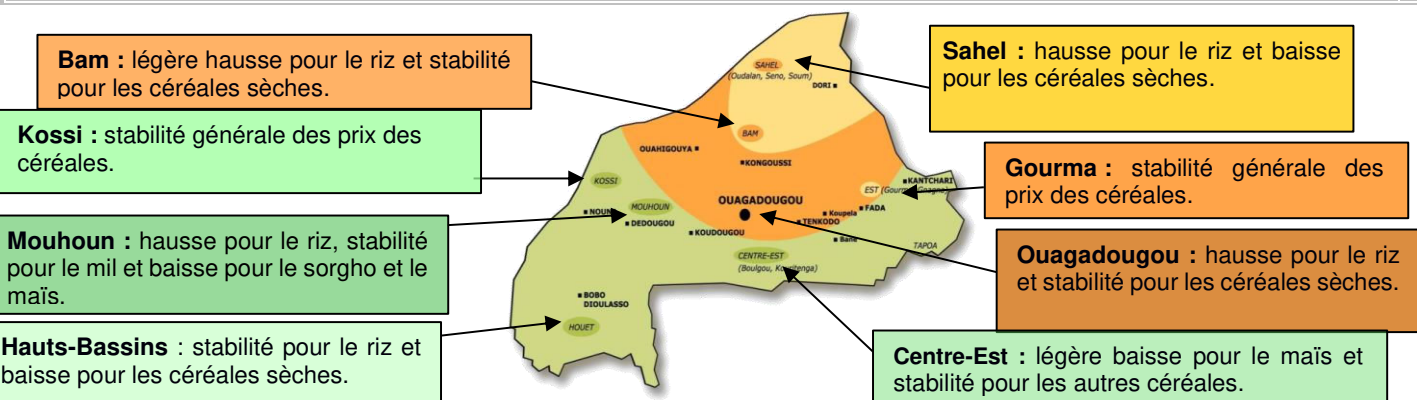 Bam : légère hausse pour le riz et stabilité
pour les céréales sèches.
Kossi : stabilité générale des prix des
céréales.
Mouhoun : hausse pour le riz, stabilité
pour le mil et baisse pour le sorgho et le
maïs.
Hauts-Bassins : stabilité pour le riz et
baisse pour les céréales sèches.
SAHEL
(Oudalan, Seno, Soum)
DORI
BAM
OUAHIGOUYA
KONGOUSSI
KOSSI
NOUN
MOUHOUN
DEDOUGOU
OUAGADOUGOU
KOUDOUGOU
TENKODO
Koupela
FADA
EST (Gourma,
KANTCHARI
Bane
TAPOA
CENTRE-EST
(Boulgou,
BOBO
DIOULASSO
HOUET
Sahel : hausse pour le riz et baisse
pour les céréales sèches.
Gourma : stabilité générale des
prix des céréales.
Ouagadougou : hausse pour le riz
et stabilité pour les céréales sèches.
Centre-Est : légère baisse pour le maïs et
stabilité pour les autres céréales.